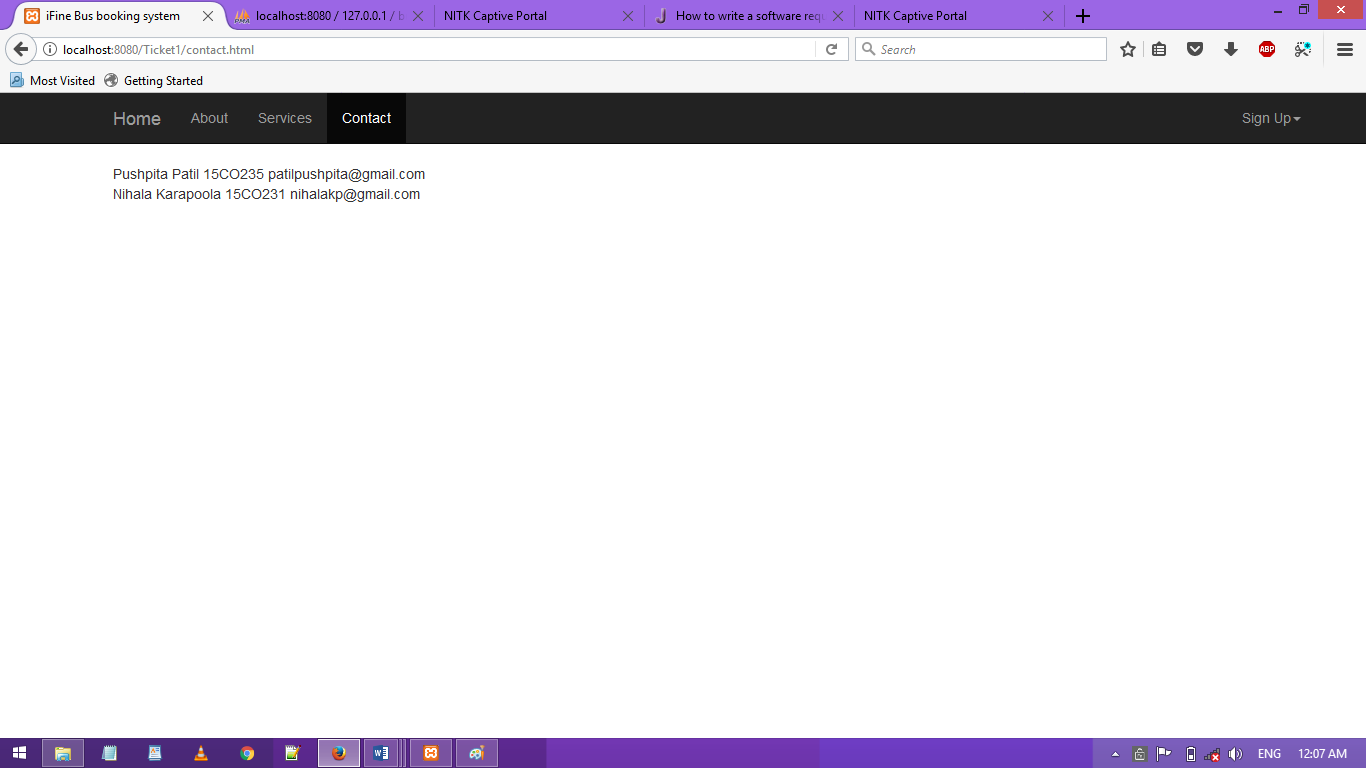 iFine Bus booking system
localhost:8080 / 127.0.0.1 / b
NITK Captive Portal
How to write a software req
NITK Captive Portal
localhost:8080/Ticket1/contact.html
Search
ABP
Most Visited
Getting Started
Home
About
Services
Contact
Sign Up
Pushpita Patil 15CO235 patilpushpita@gmail.com
Nihala Karapoola 15CO231 nihalakp@gmail.com
ENG
12:07 AM